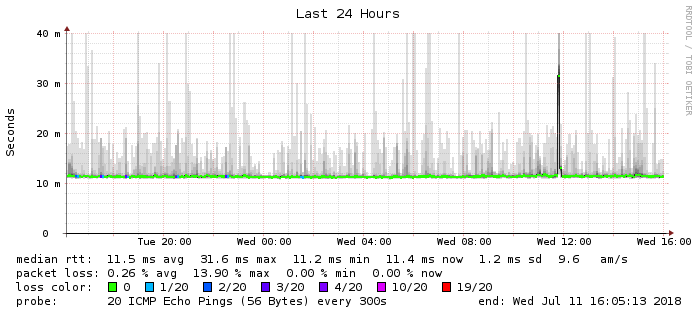 Last 24 Hours
RRDTOOL / TOBI OETIKER
Seconds
40 m
30 m
20 m
10 m
0
Tue 20:00 Wed 00:00 Wed 04:00 Wed 08:00 Wed 12:00 Wed 16:00
median rtt: 11.5 ms avg 31.6 ms max 11.2 ms min 11.4 ms now 1.2 ms sd 9.6 am/s
packet loss: 0.26 % avg 13.90 % max 0.00 % min 0.00 % now
loss color: 0 1/20 2/20 3/20 4/20 10/20 19/20
probe: 20 ICMP Echo Pings (56 Bytes) every 300s end: Wed Jul 11 16:05:13 2018